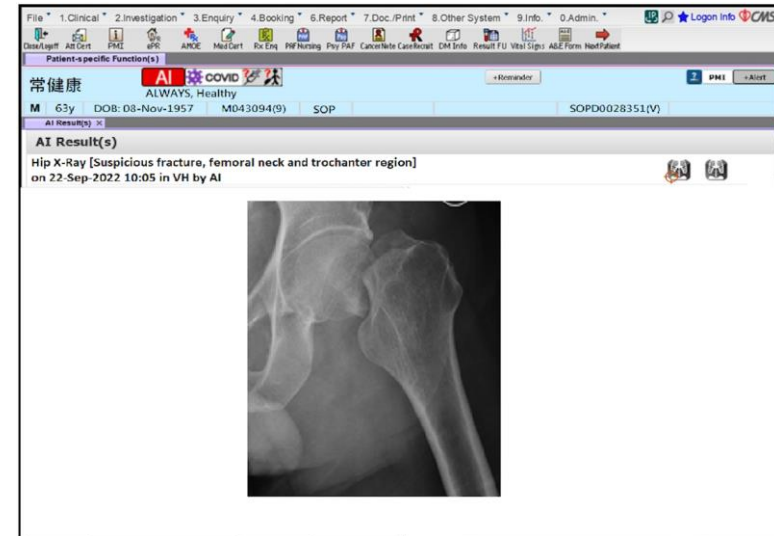 File 1.Clinical 2.Investigation 3.Enquiry 4.Booking 6.Report 7.Doc./Print 8.Other System 9.Info. 0.Admin. Logon Info CMS
Close/Logoff Att Cert PMI ePR AMOE Med Cert Rx Enq PAF Nursing Psy PAF CancerNote Case Recruit DM Info Result FU Vital Signs A&E Form Next Patient
Patient-specific Function(s)
常健康 AI COVID +Reminder PMI +Alert
ALWAYS, Healthy
M 63y DOB: 08-Nov-1957 M043094(9) SOP SOPD0028351(V)
AI Result(s) ×
AI Result(s)
Hip X-Ray [Suspicious fracture, femoral neck and trochanter region]
on 22-Sep-2022 10:05 in VH by AI